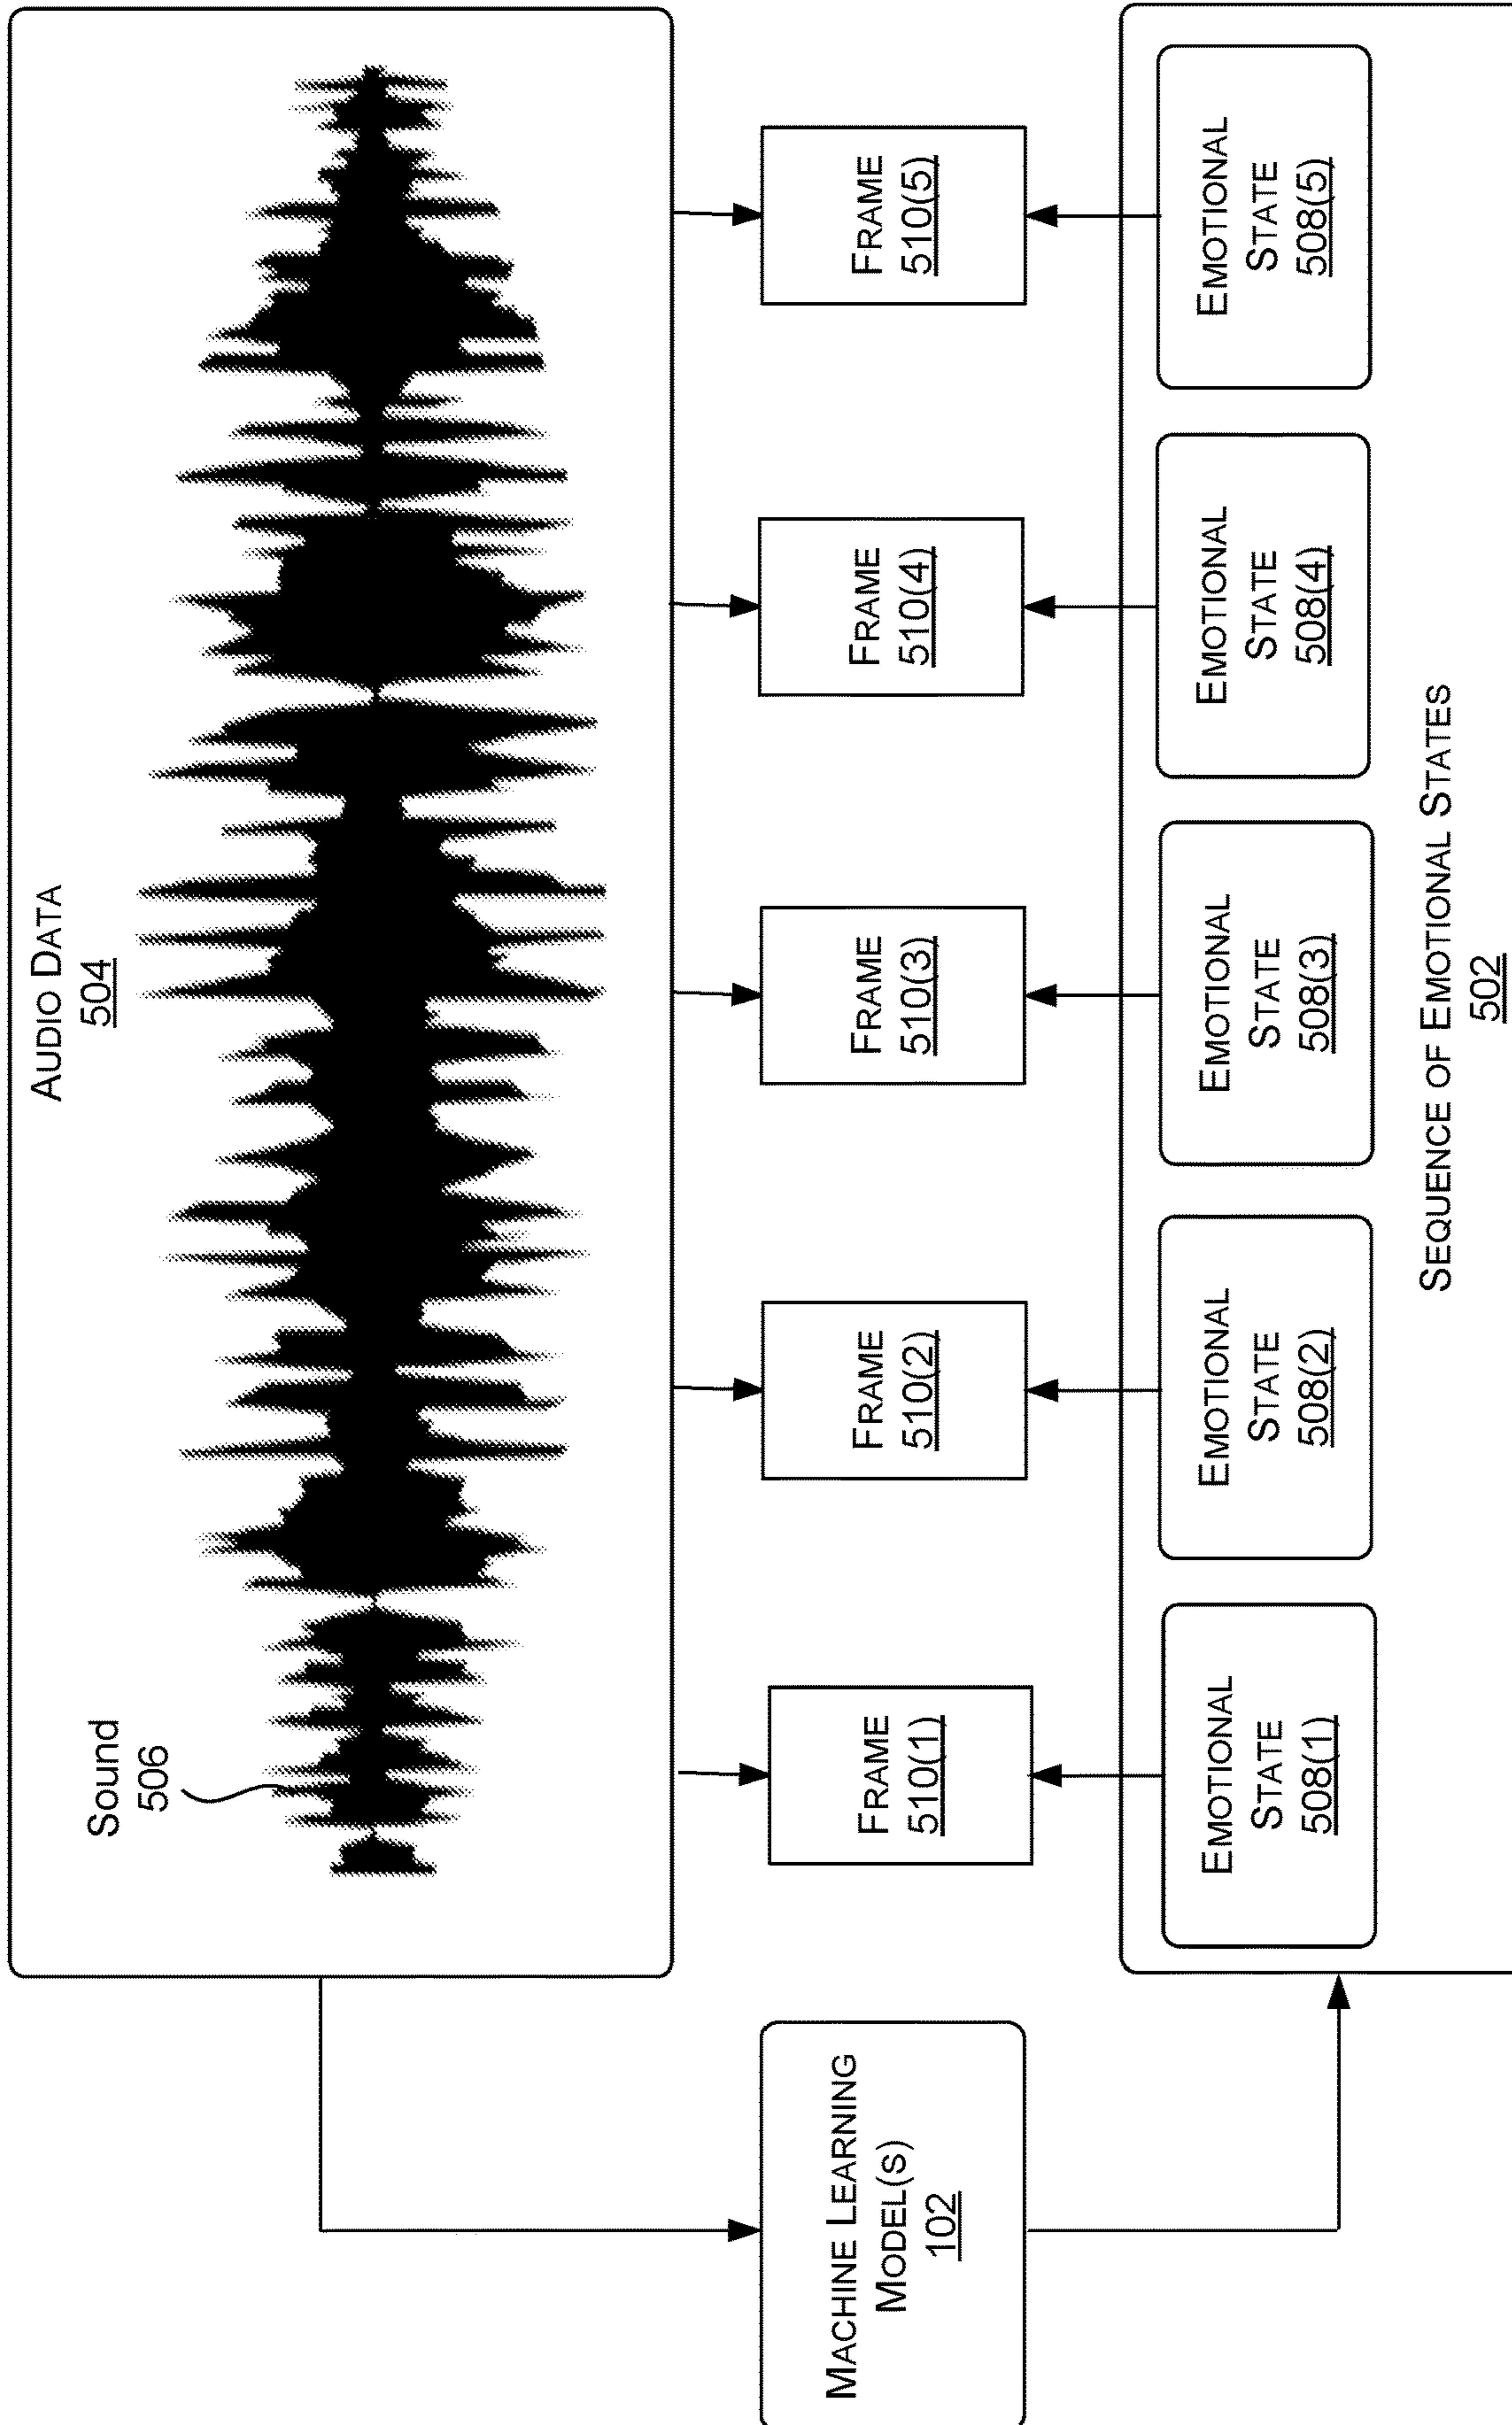 AUDIO DATA
504
Sound
506
FRAME
510(1)
FRAME
510(2)
FRAME
510(3)
FRAME
510(4)
FRAME
510(5)
MACHINE LEARNING
MODEL(S)
102
EMOTIONAL
STATE
508(1)
EMOTIONAL
STATE
508(2)
EMOTIONAL
STATE
508(3)
EMOTIONAL
STATE
508(4)
EMOTIONAL
STATE
508(5)
SEQUENCE OF EMOTIONAL STATES
502